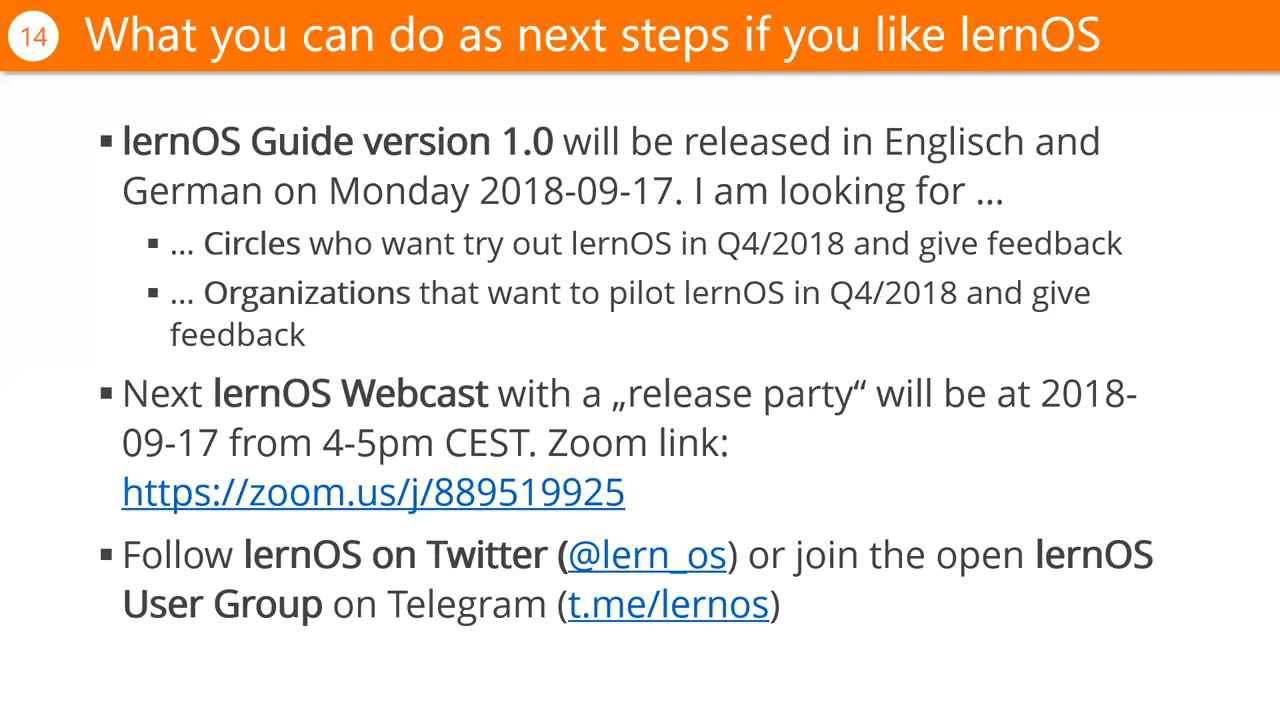 14 What you can do as next steps if you like lernOS
▪ lernOS Guide version 1.0 will be released in Englisch and
German on Monday 2018-09-17. I am looking for ...
▪ ... Circles who want try out lernOS in Q4/2018 and give feedback
▪ ... Organizations that want to pilot lernOS in Q4/2018 and give
feedback
▪ Next lernOS Webcast with a „release party“ will be at 2018-
09-17 from 4-5pm CEST. Zoom link:
https://zoom.us/j/889519925
▪ Follow lernOS on Twitter (@lern_os) or join the open lernOS
User Group on Telegram (t.me/lernos)